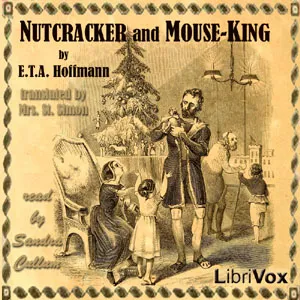 NUTCRACKER and MOUSE-KING
by
E.T.A. Hoffmann
translated by
Mrs. St. Simon
read
by
Sandra
Cullum
LibriVox